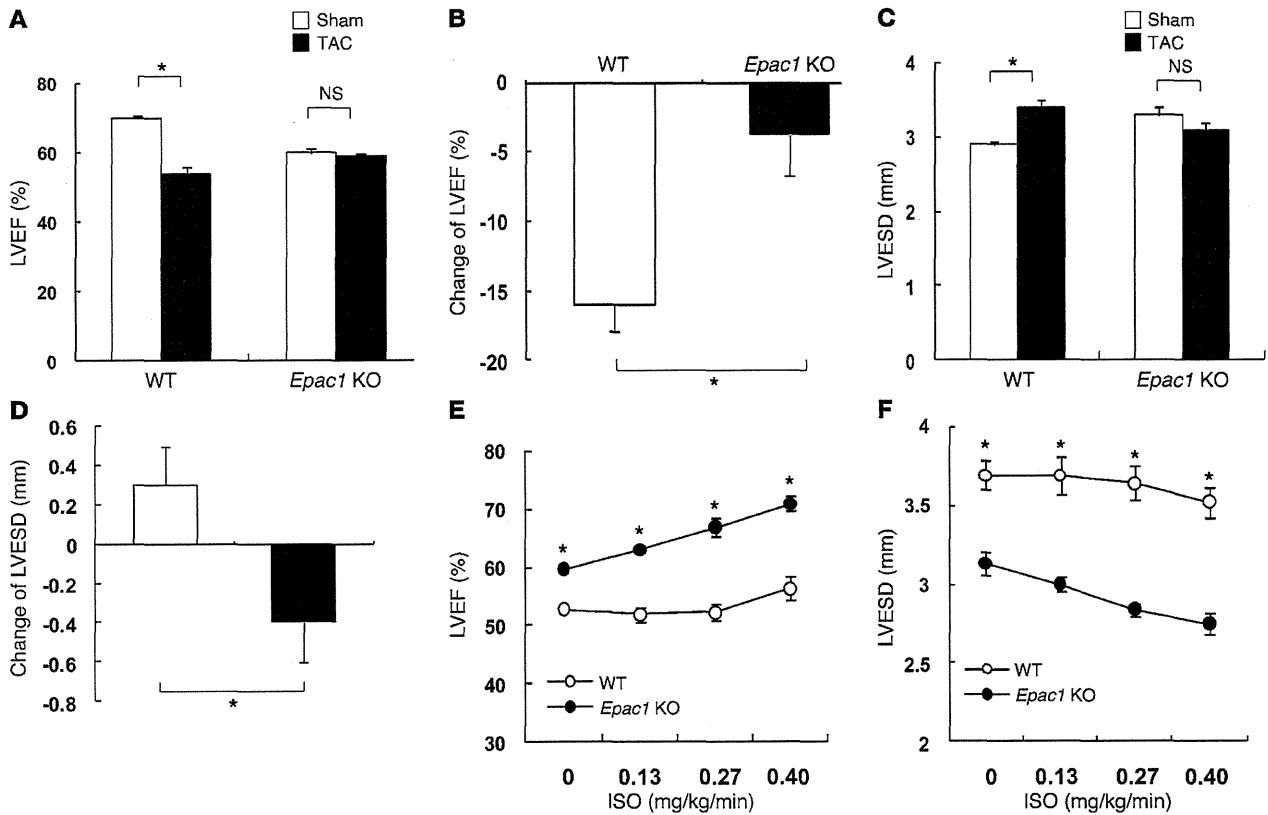 A
Sham
TAC
LVEF (%)
80
60
40
20
0
*
NS
WT
Epac1 KO
B
WT
Epac1 KO
Change of LVEF (%)
0
-5
-10
-15
-20
*
C
Sham
TAC
LVESD (mm)
4
3
2
1
0
*
NS
WT
Epac1 KO
D
Change of LVESD (mm)
0.6
0.4
0.2
0
-0.2
-0.4
-0.6
-0.8
*
E
LVEF (%)
80
70
60
50
40
30
* * * *
WT
Epac1 KO
0 0.13 0.27 0.40
ISO (mg/kg/min)
F
LVESD (mm)
4
3.5
3
2.5
2
* * * *
WT
Epac1 KO
0 0.13 0.27 0.40
ISO (mg/kg/min)